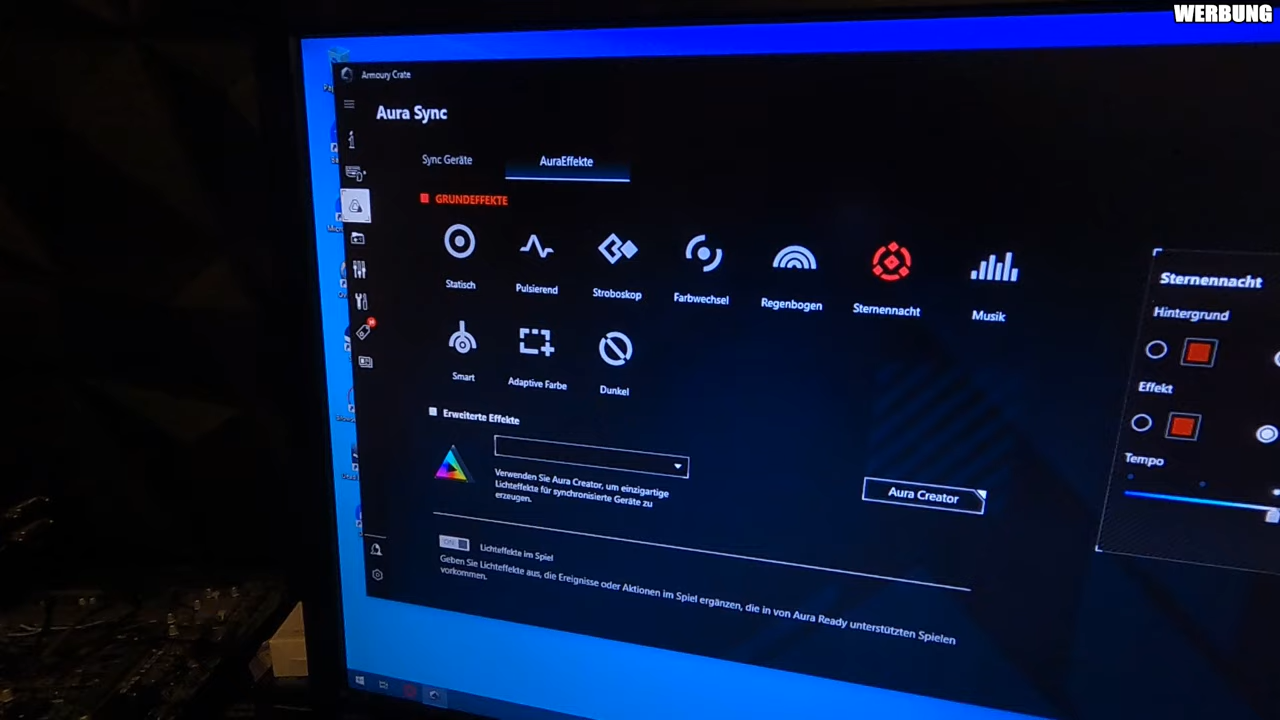 WERBUNG
Armoury Crate
Aura Sync
Sync Geräte
AuraEffekte
GRUNDEFFEKTE
Statisch
Pulsierend
Stroboskop
Farbwechsel
Regenbogen
Sternennacht
Musik
Smart
Adaptive Farbe
Dunkel
Erweiterte Effekte
Verwenden Sie Aura Creator, um einzigartige
Lichteffekte für synchronisierte Geräte zu
erzeugen.
Aura Creator
ON
Lichteffekte im Spiel
Geben Sie Lichteffekte aus, die Ereignisse oder Aktionen im Spiel ergänzen, die in von Aura Ready unterstützten Spielen
vorkommen.
Sternennacht
Hintergrund
Effekt
Tempo